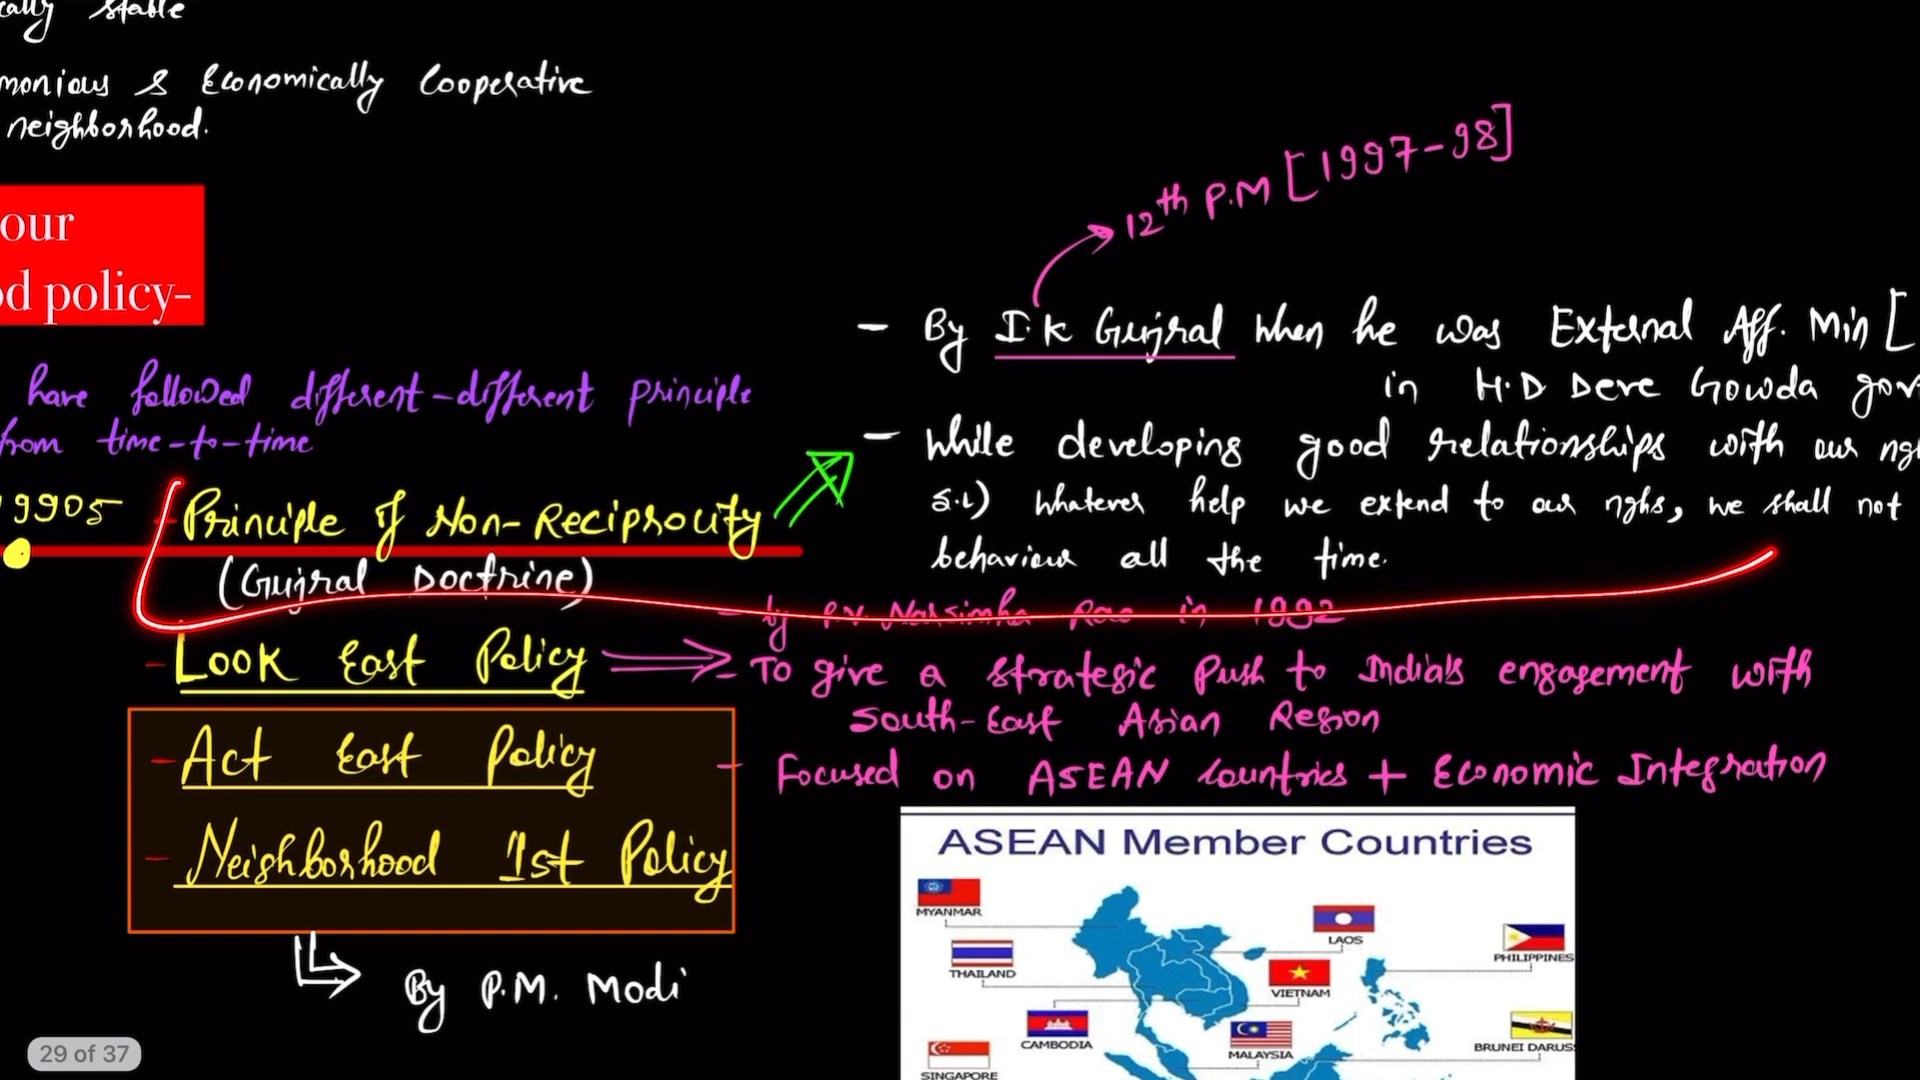 cally stable
monious & Economically Cooperative
neighborhood.
our
od policy-
have followed different-different principle
from time-to-time
1990s
- Principle of Non-Reciprocity
(Gujral Doctrine)
- Look East Policy
- Act East Policy
- Neighborhood 1st Policy
By P.M. Modi
12th P.M [1997-98]
- By I.K Gujral when he was External Aff. Min [
in H.D Deve Gowda gov
- While developing good relationships with our ngh
s.t) whatever help we extend to our nghs, we shall not
behaviour all the time.
- by P.V Narsimha Rao in 1992
- To give a strategic Push to India's engagement with
South-East Asian Region
- Focused on ASEAN countries + Economic Integration
ASEAN Member Countries
MYANMAR
LAOS
PHILIPPINES
THAILAND
VIETNAM
CAMBODIA
MALAYSIA
BRUNEI DARUS
SINGAPORE
29 of 37